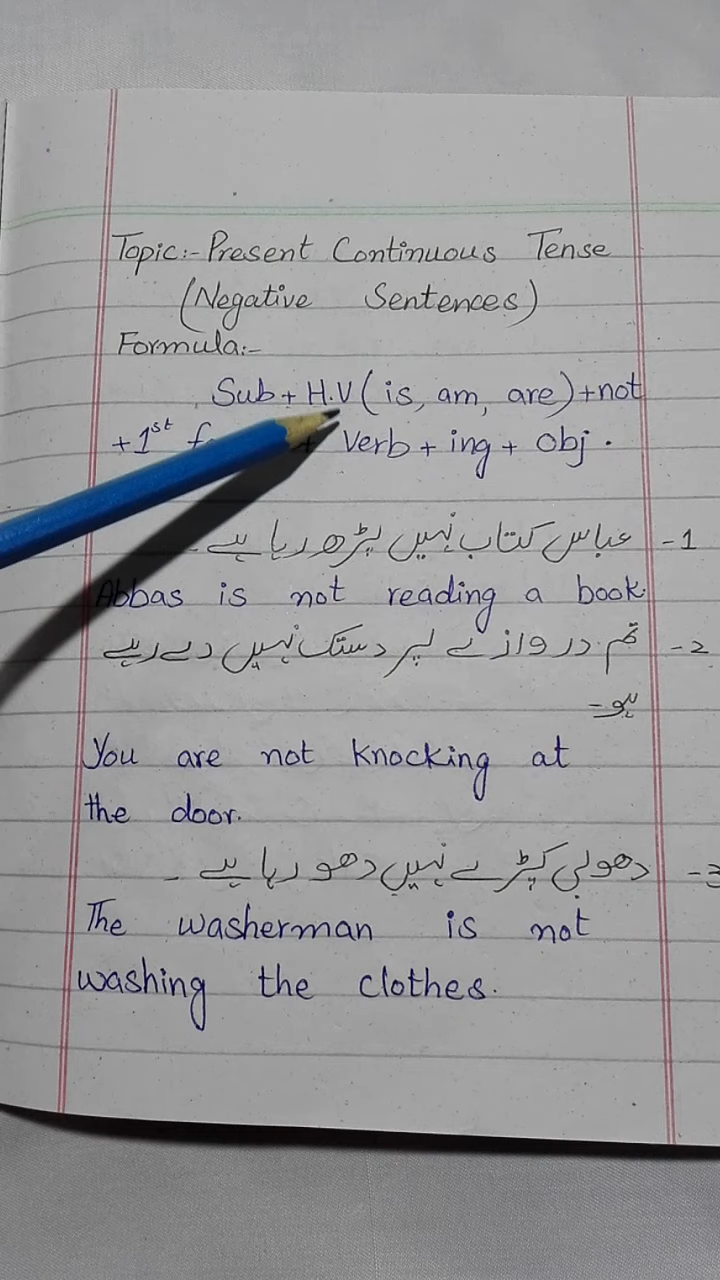 Topic:- Present Continuous Tense
(Negative Sentences)
Formula:-
Sub + H.V (is, am, are) + not
+ 1st f + Verb + ing + obj.
1- عباس کتاب نہیں پڑھ رہا ہے۔
Abbas is not reading a book.
2- تم دروازے پر دستک نہیں دے رہے
ہو۔
You are not knocking at
the door.
3- دھوبی کپڑے نہیں دھو رہا ہے۔
The washerman is not
washing the clothes.